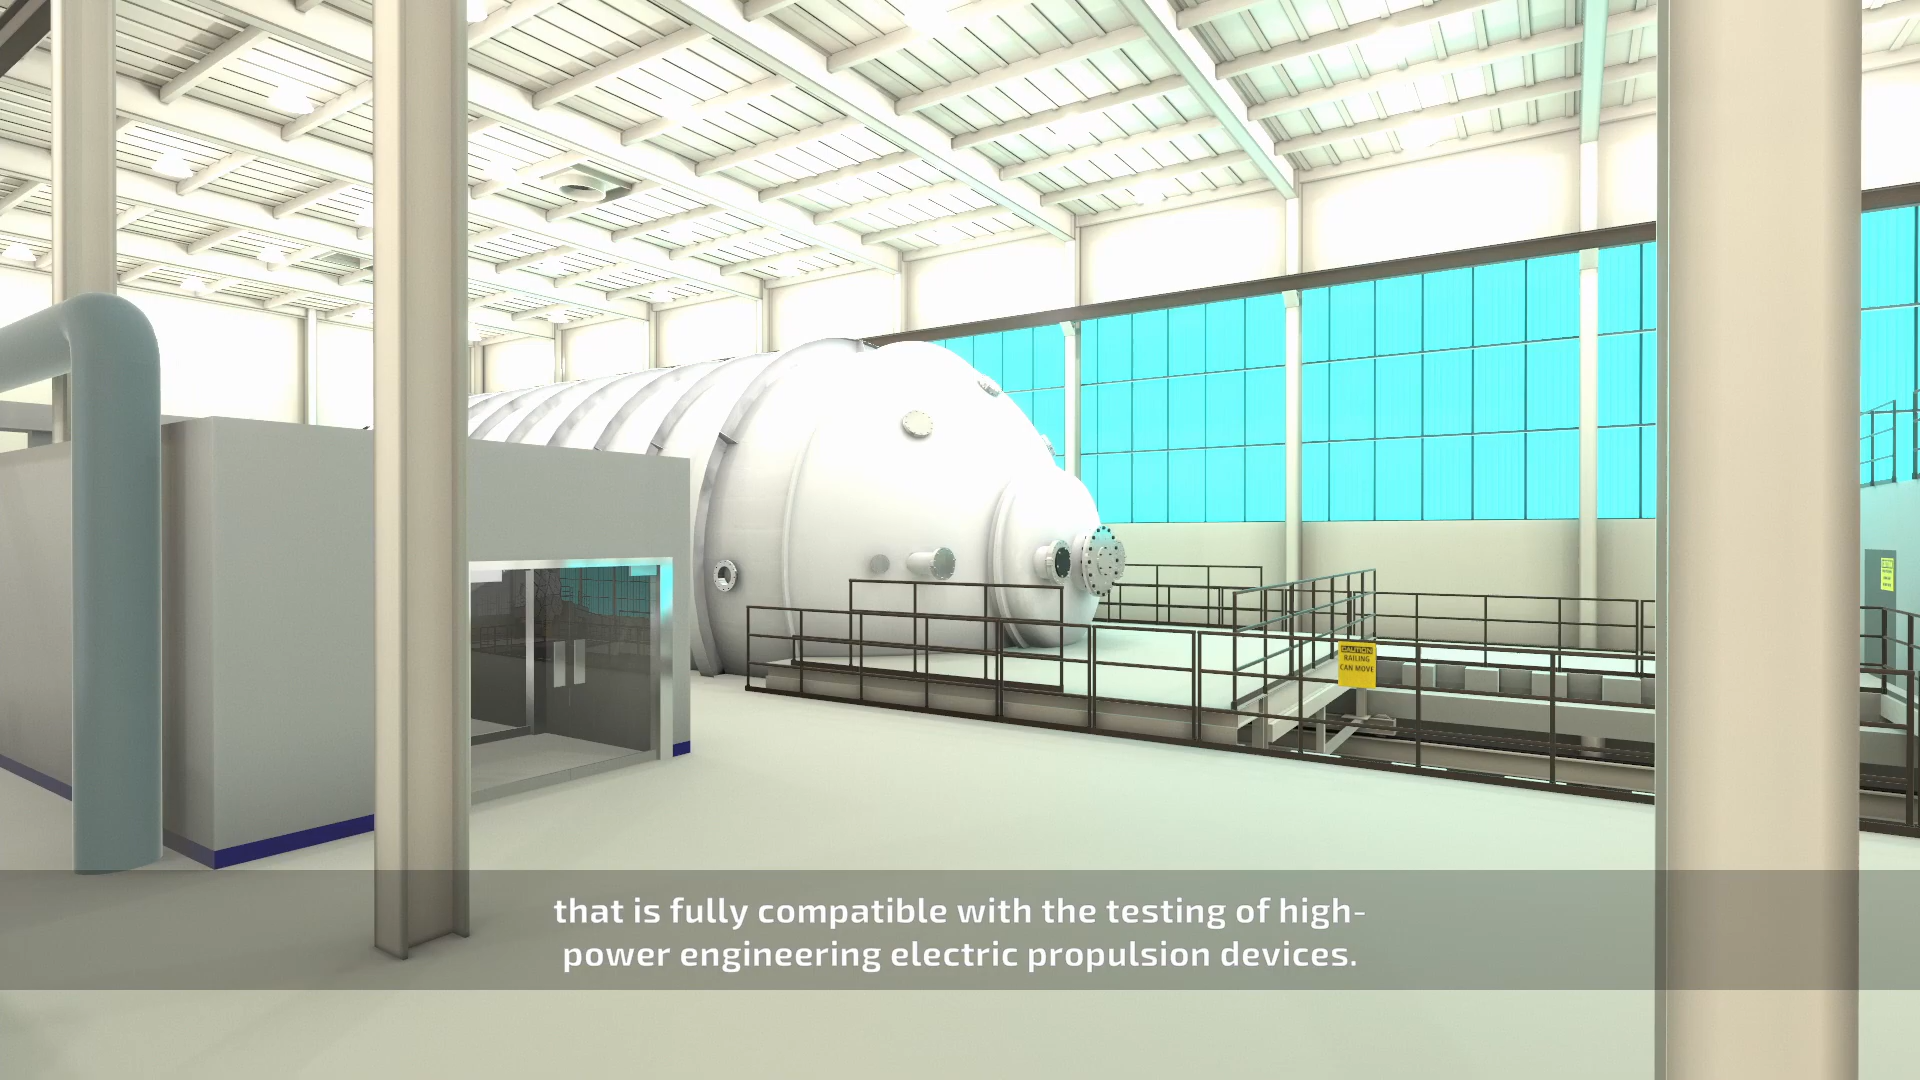 CAUTION
RAILING
CAN MOVE
that is fully compatible with the testing of high-
power engineering electric propulsion devices.